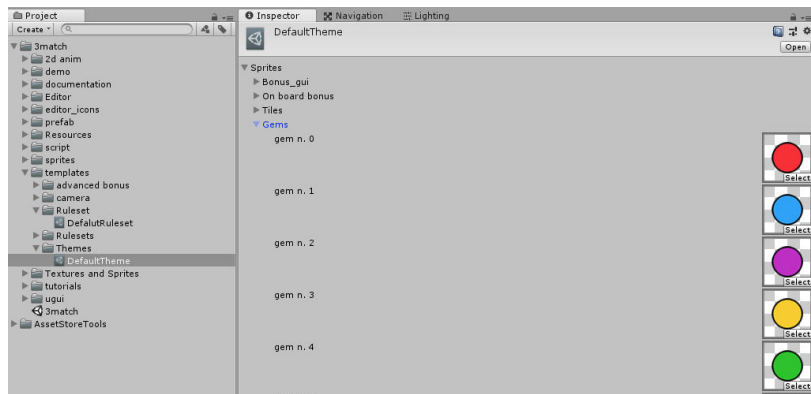 Project
Create
3match
2d anim
demo
documentation
Editor
editor_icons
prefab
Resources
script
sprites
templates
advanced bonus
camera
Ruleset
DefalutRuleset
Rulesets
Themes
DefaultTheme
Textures and Sprites
tutorials
ugui
3match
AssetStoreTools
Inspector
Navigation
Lighting
DefaultTheme
Open
Sprites
Bonus_gui
On board bonus
Tiles
Gems
gem n. 0
Select
gem n. 1
Select
gem n. 2
Select
gem n. 3
Select
gem n. 4
Select